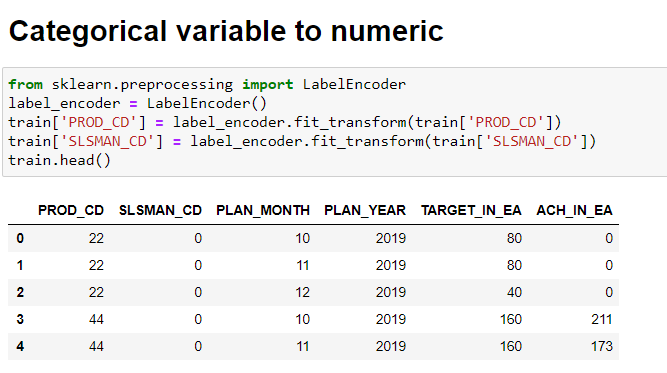 Categorical variable to numeric
from sklearn.preprocessing import LabelEncoder
label_encoder = LabelEncoder()
train['PROD_CD'] = label_encoder.fit_transform(train['PROD_CD'])
train['SLSMAN_CD'] = label_encoder.fit_transform(train['SLSMAN_CD'])
train.head()
PROD_CD SLSMAN_CD PLAN_MONTH PLAN_YEAR TARGET_IN_EA ACH_IN_EA
0 22 0 10 2019 80 0
1 22 0 11 2019 80 0
2 22 0 12 2019 40 0
3 44 0 10 2019 160 211
4 44 0 11 2019 160 173